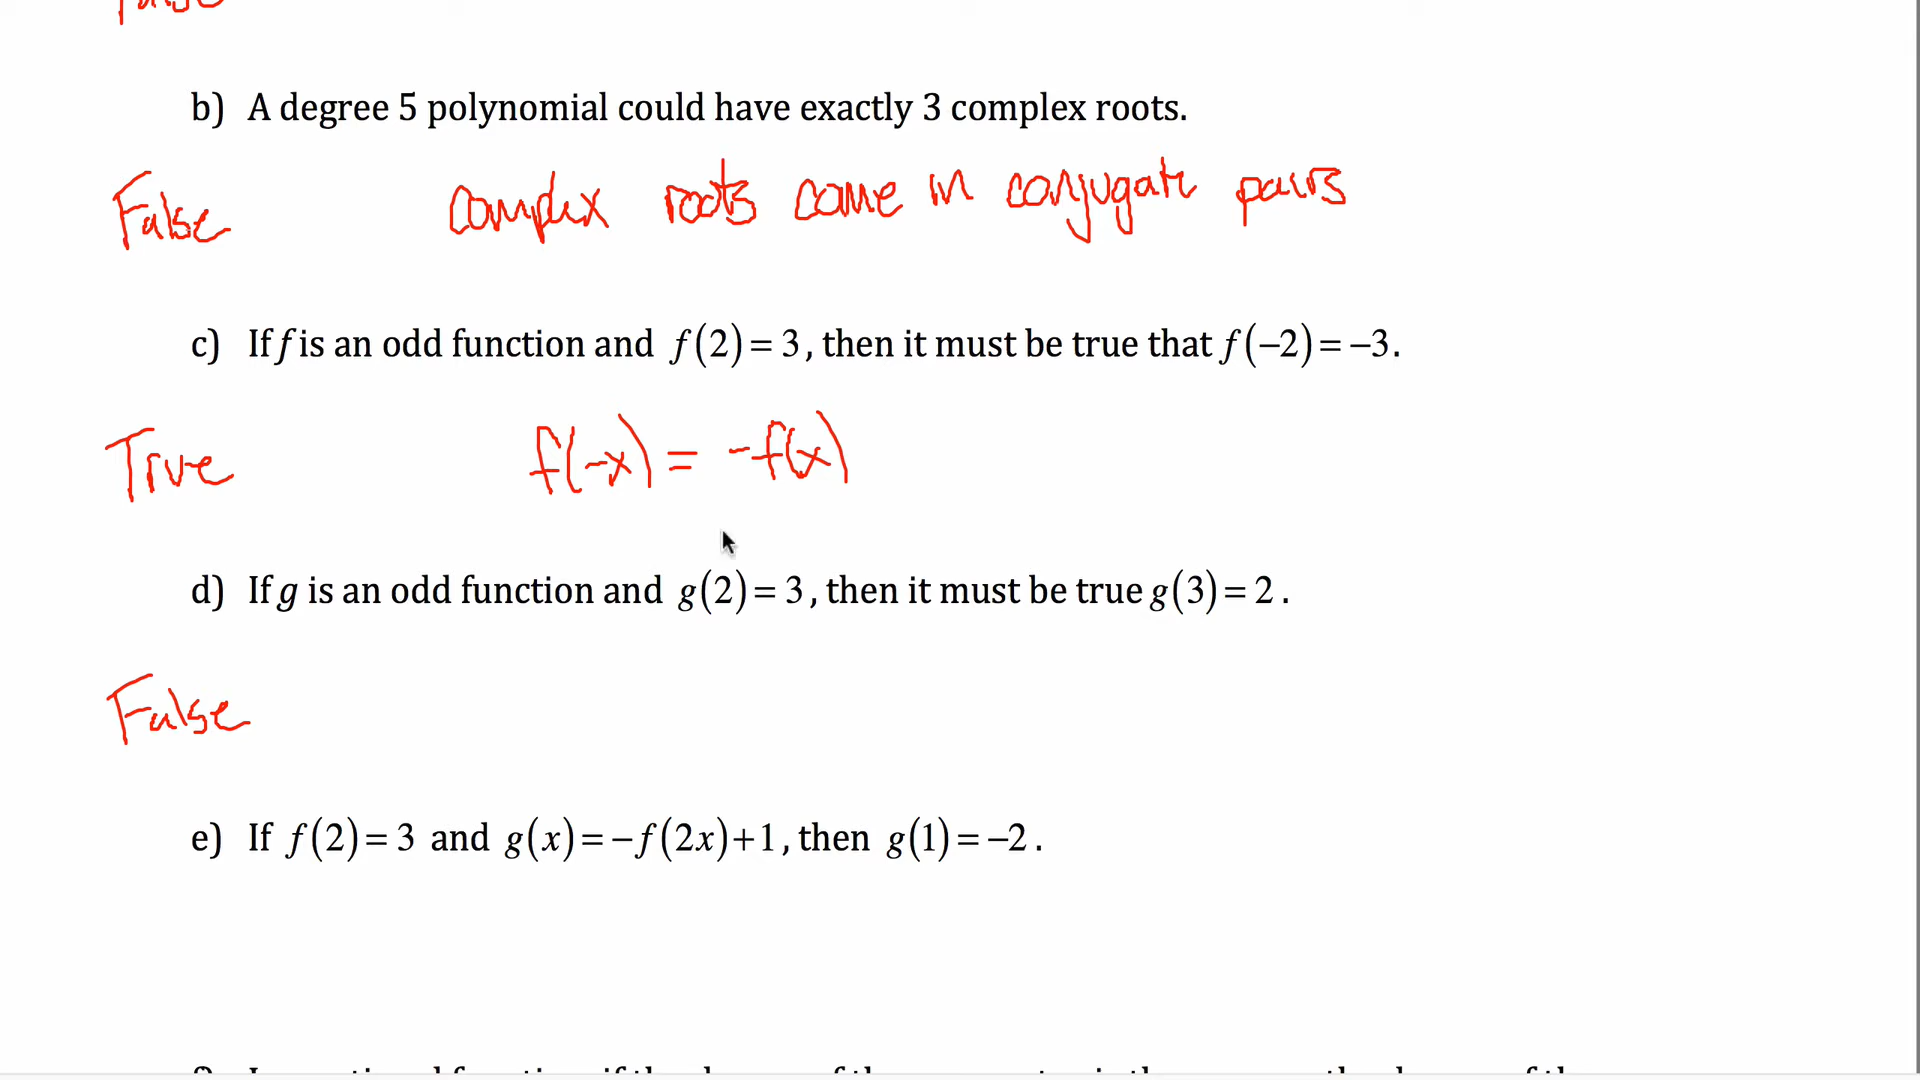 False
b) A degree 5 polynomial could have exactly 3 complex roots.
False complex roots come in conjugate pairs
c) If f is an odd function and f(2)=3, then it must be true that f(−2)=−3.
True f(-x) = -f(x)
d) If g is an odd function and g(2)=3, then it must be true g(3)=2.
False
e) If f(2)=3 and g(x)=−f(2x)+1, then g(1)=−2.